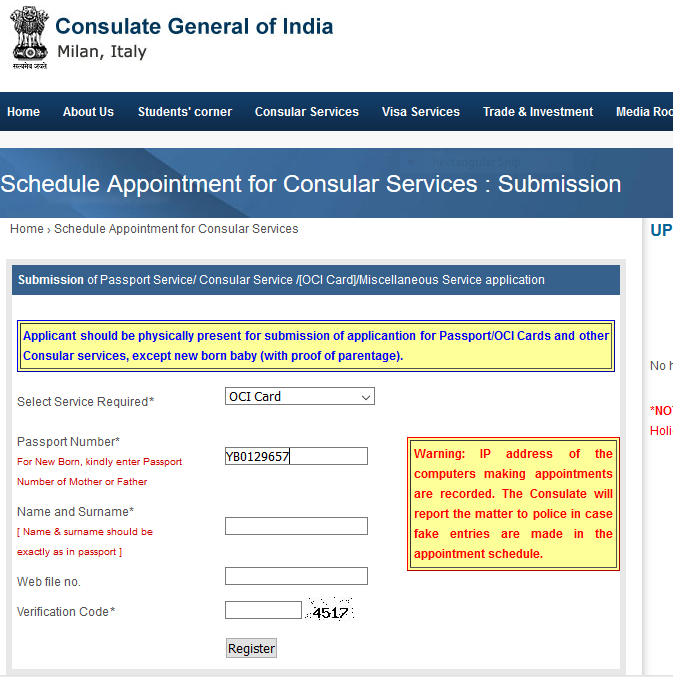 Consulate General of India
Milan, Italy
सत्यमेव जयते
Home About Us Students' corner Consular Services Visa Services Trade & Investment Media Roo
Schedule Appointment for Consular Services : Submission
Home › Schedule Appointment for Consular Services
UP
Submission of Passport Service/ Consular Service /[OCI Card]/Miscellaneous Service application
Applicant should be physically present for submission of applicantion for Passport/OCI Cards and other
Consular services, except new born baby (with proof of parentage).
No h
Select Service Required*
OCI Card
*NO
Holi
Passport Number*
For New Born, kindly enter Passport
Number of Mother or Father
YB0129657
Warning: IP address of the
computers making appointments
are recorded. The Consulate will
report the matter to police in case
fake entries are made in the
appointment schedule.
Name and Surname*
[ Name & surname should be
exactly as in passport ]
Web file no.
Verification Code*
4517
Register